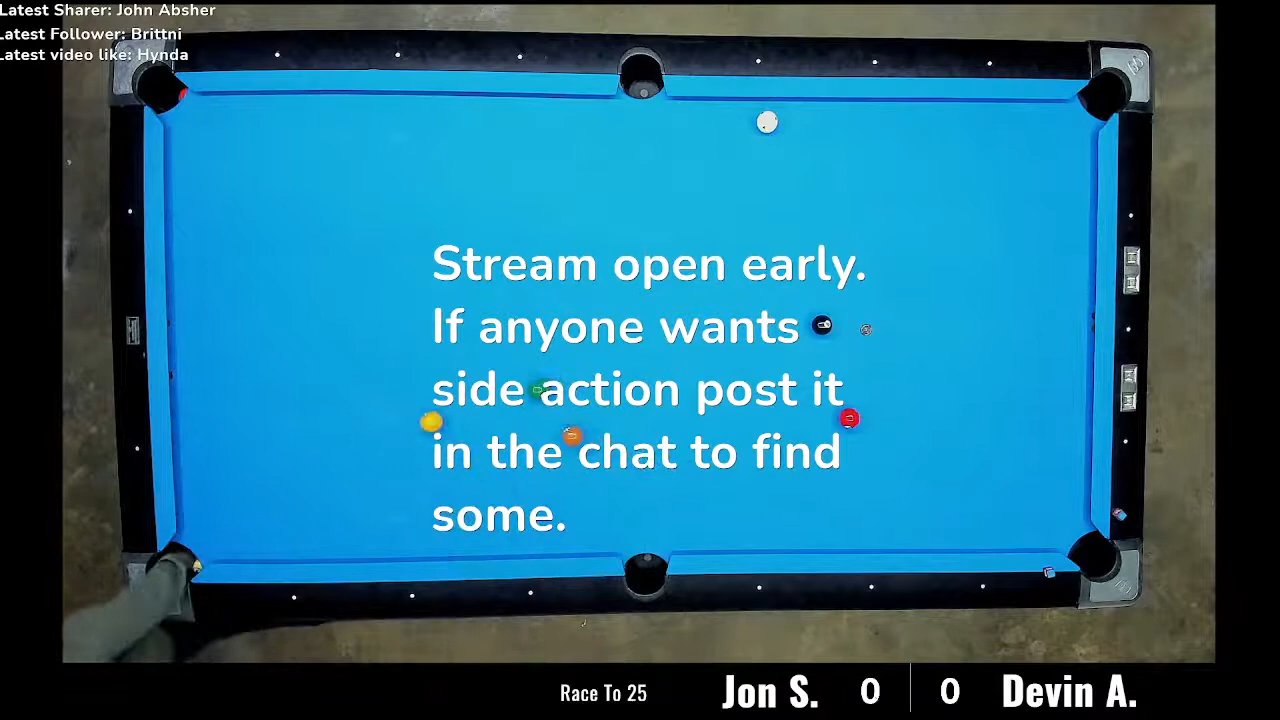 Latest Sharer: John Absher
Latest Follower: Brittni
Latest video like: Hynda
Stream open early.
If anyone wants
side action post it
in the chat to find
some.
Race To 25
Jon S. 0 0 Devin A.